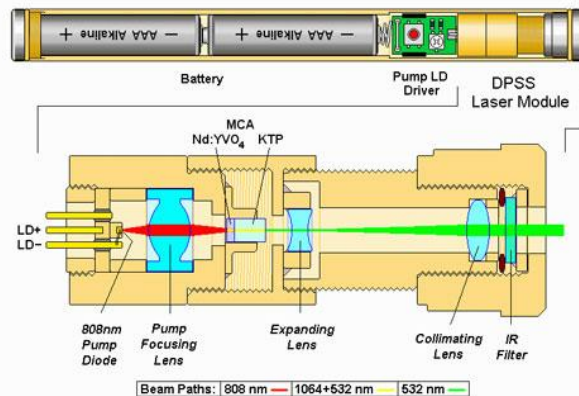 + AAA Alkaline − + AAA Alkaline −
Battery
Pump LD
Driver
DPSS
Laser Module
MCA
Nd:YVO4 KTP
LD+
LD−
808nm
Pump
Diode
Pump
Focusing
Lens
Expanding
Lens
Collimating
Lens
IR
Filter
Beam Paths: 808 nm 1064+532 nm 532 nm